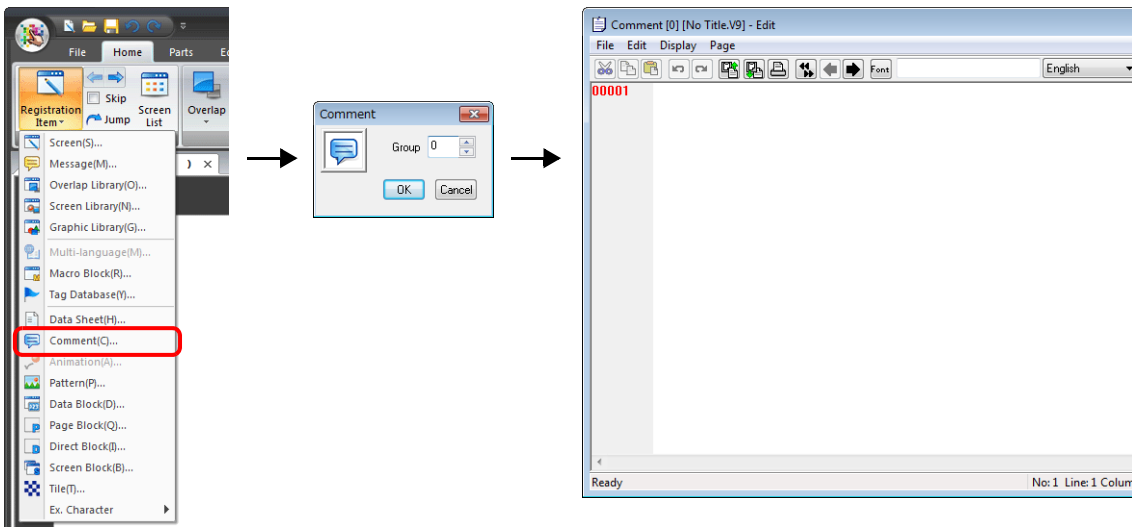 File Home Parts Ec
Registration Item
Skip
Jump
Screen List
Overlap
) ×
Screen(S)...
Message(M)...
Overlap Library(O)...
Screen Library(N)...
Graphic Library(G)...
Multi-language(M)...
Macro Block(R)...
Tag Database(Y)...
Data Sheet(H)...
Comment(C)...
Animation(A)...
Pattern(P)...
Data Block(D)...
Page Block(Q)...
Direct Block(I)...
Screen Block(B)...
Tile(T)...
Ex. Character
Comment
Group 0
OK Cancel
Comment [0] [No Title.V9] - Edit
File Edit Display Page
Font English
00001
Ready No: 1 Line: 1 Colum